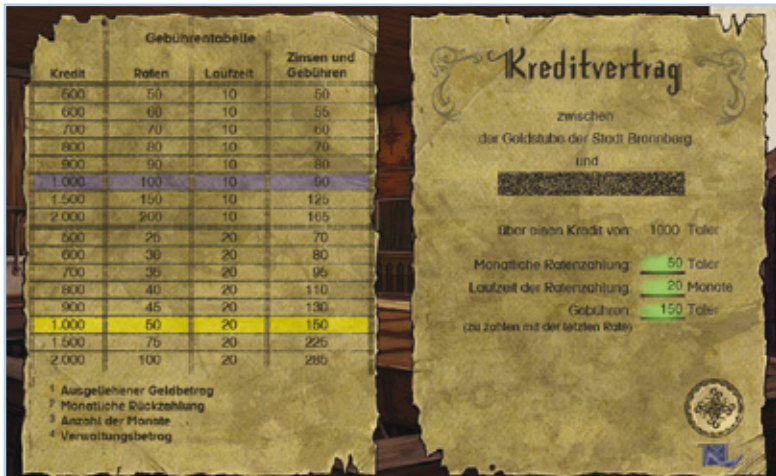 Gebührentabelle
Kredit Raten Laufzeit Zinsen und Gebühren
500 50 10 50
600 60 10 55
700 70 10 60
800 80 10 70
900 90 10 80
1.000 100 10 90
1.500 150 10 125
2.000 200 10 165
500 25 20 70
600 30 20 80
700 35 20 95
800 40 20 110
900 45 20 130
1.000 50 20 150
1.500 75 20 225
2.000 100 20 285
1 Ausgeliehener Geldbetrag
2 Monatliche Rückzahlung
3 Anzahl der Monate
4 Verwaltungsbetrag
Kreditvertrag
zwischen
der Goldstube der Stadt Bronnberg
und
über einen Kredit von: 1000 Taler
Monatliche Ratenzahlung: 50 Taler
Laufzeit der Ratenzahlung: 20 Monate
Gebühren: 150 Taler
(zu zahlen mit der letzten Rate)